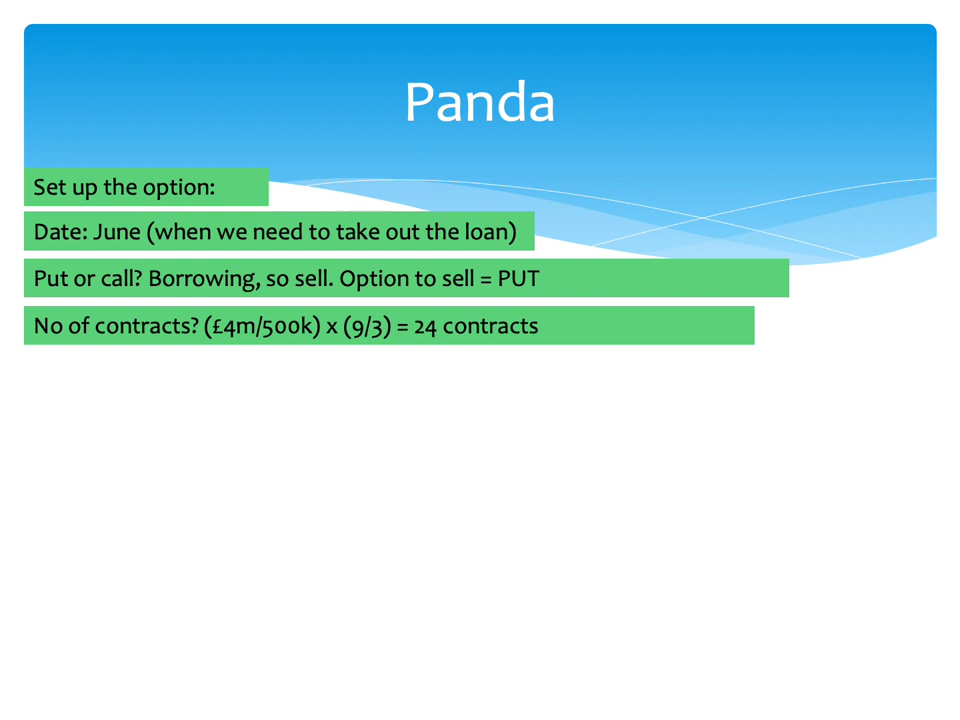 Panda
Set up the option:
Date: June (when we need to take out the loan)
Put or call? Borrowing, so sell. Option to sell = PUT
No of contracts? (£4m/500k) x (9/3) = 24 contracts